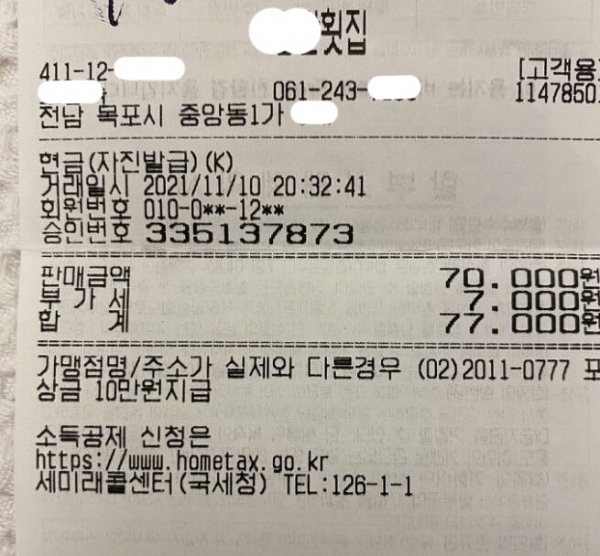 횟집
411-12-
[고객용]
061-243-
1147850
전남 목포시 중앙동1가
현금(자진발급)(K)
거래일시 2021/11/10 20:32:41
회원번호 010-0**-12**
승인번호 335137873
판매금액 70.000원
부가세 7.000원
합 계 77.000원
가맹점명/주소가 실제와 다른경우 (02)2011-0777 포
상금 10만원지급
소득공제 신청은
https://www.hometax.go.kr
세미래콜센터(국세청) TEL:126-1-1